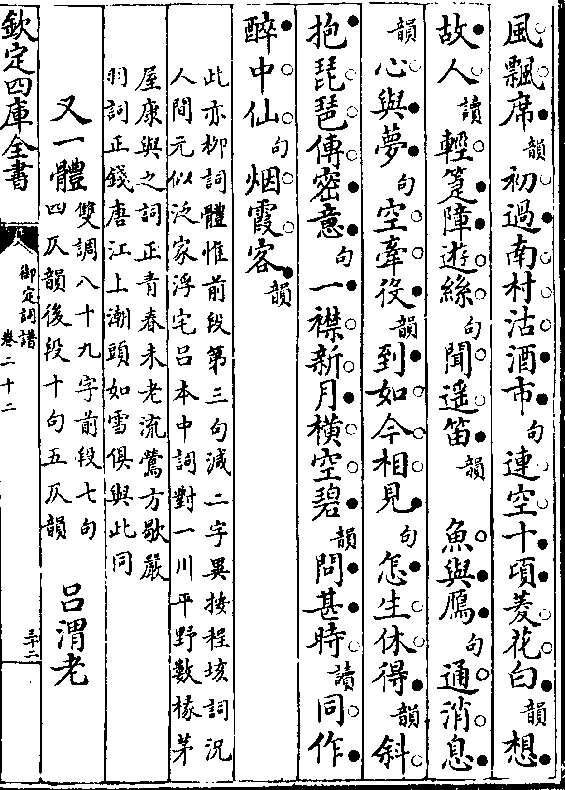 風飄席韻初過南村沽酒市句連空十頃菱花白韻想
故人讀輕箑障遊絲句聞遥笛韻　魚與鴈句通消息
韻心與夢句空牽役韻到如今相見句怎生休得韻斜
抱琵琶傳密意句一襟新月横空碧韻問甚時讀同作
醉中仙句烟霞客韻
此亦柳詞體惟前段第三句減二字異按程垓詞况
人間元似泛家浮宅吕本中詞對一川平野數椽茅
屋康與之詞正青春未老流鶯方歇嚴
羽詞正錢唐江上潮頭如雪俱與此同
又一體雙調八十九字前段七句
四仄韻後段十句五仄韻　吕渭老
欽定四庫全書　御定詞譜　卷二十二　三十二